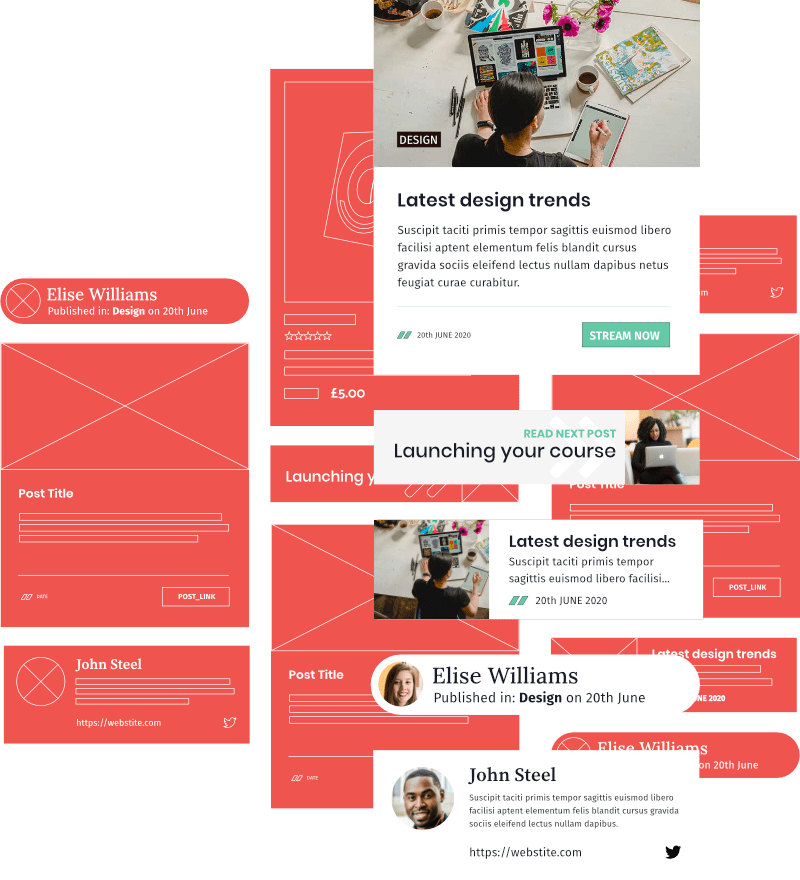 DESIGN
Latest design trends
Suscipit taciti primis tempor sagittis euismod libero
facilisi aptent elementum felis blandit cursus
gravida sociis eleifend lectus nullam dapibus netus
feugiat curae curabitur.
20th JUNE 2020
STREAM NOW
Elise Williams
Published in: Design on 20th June
£5.00
READ NEXT POST
Launching your course
Launching y
Post Title
DATE
POST_LINK
Post Title
POST_LINK
Latest design trends
Suscipit taciti primis tempor
sagittis euismod libero facilisi...
20th JUNE 2020
John Steel
https://webstite.com
Post Title
DATE
Latest design trends
NE 2020
Elise Williams
Published in: Design on 20th June
Elise Williams
on 20th June
John Steel
Suscipit taciti primis tempor sagittis euismod libero
facilisi aptent elementum felis blandit cursus gravida
sociis eleifend lectus nullam dapibus.
https://webstite.com